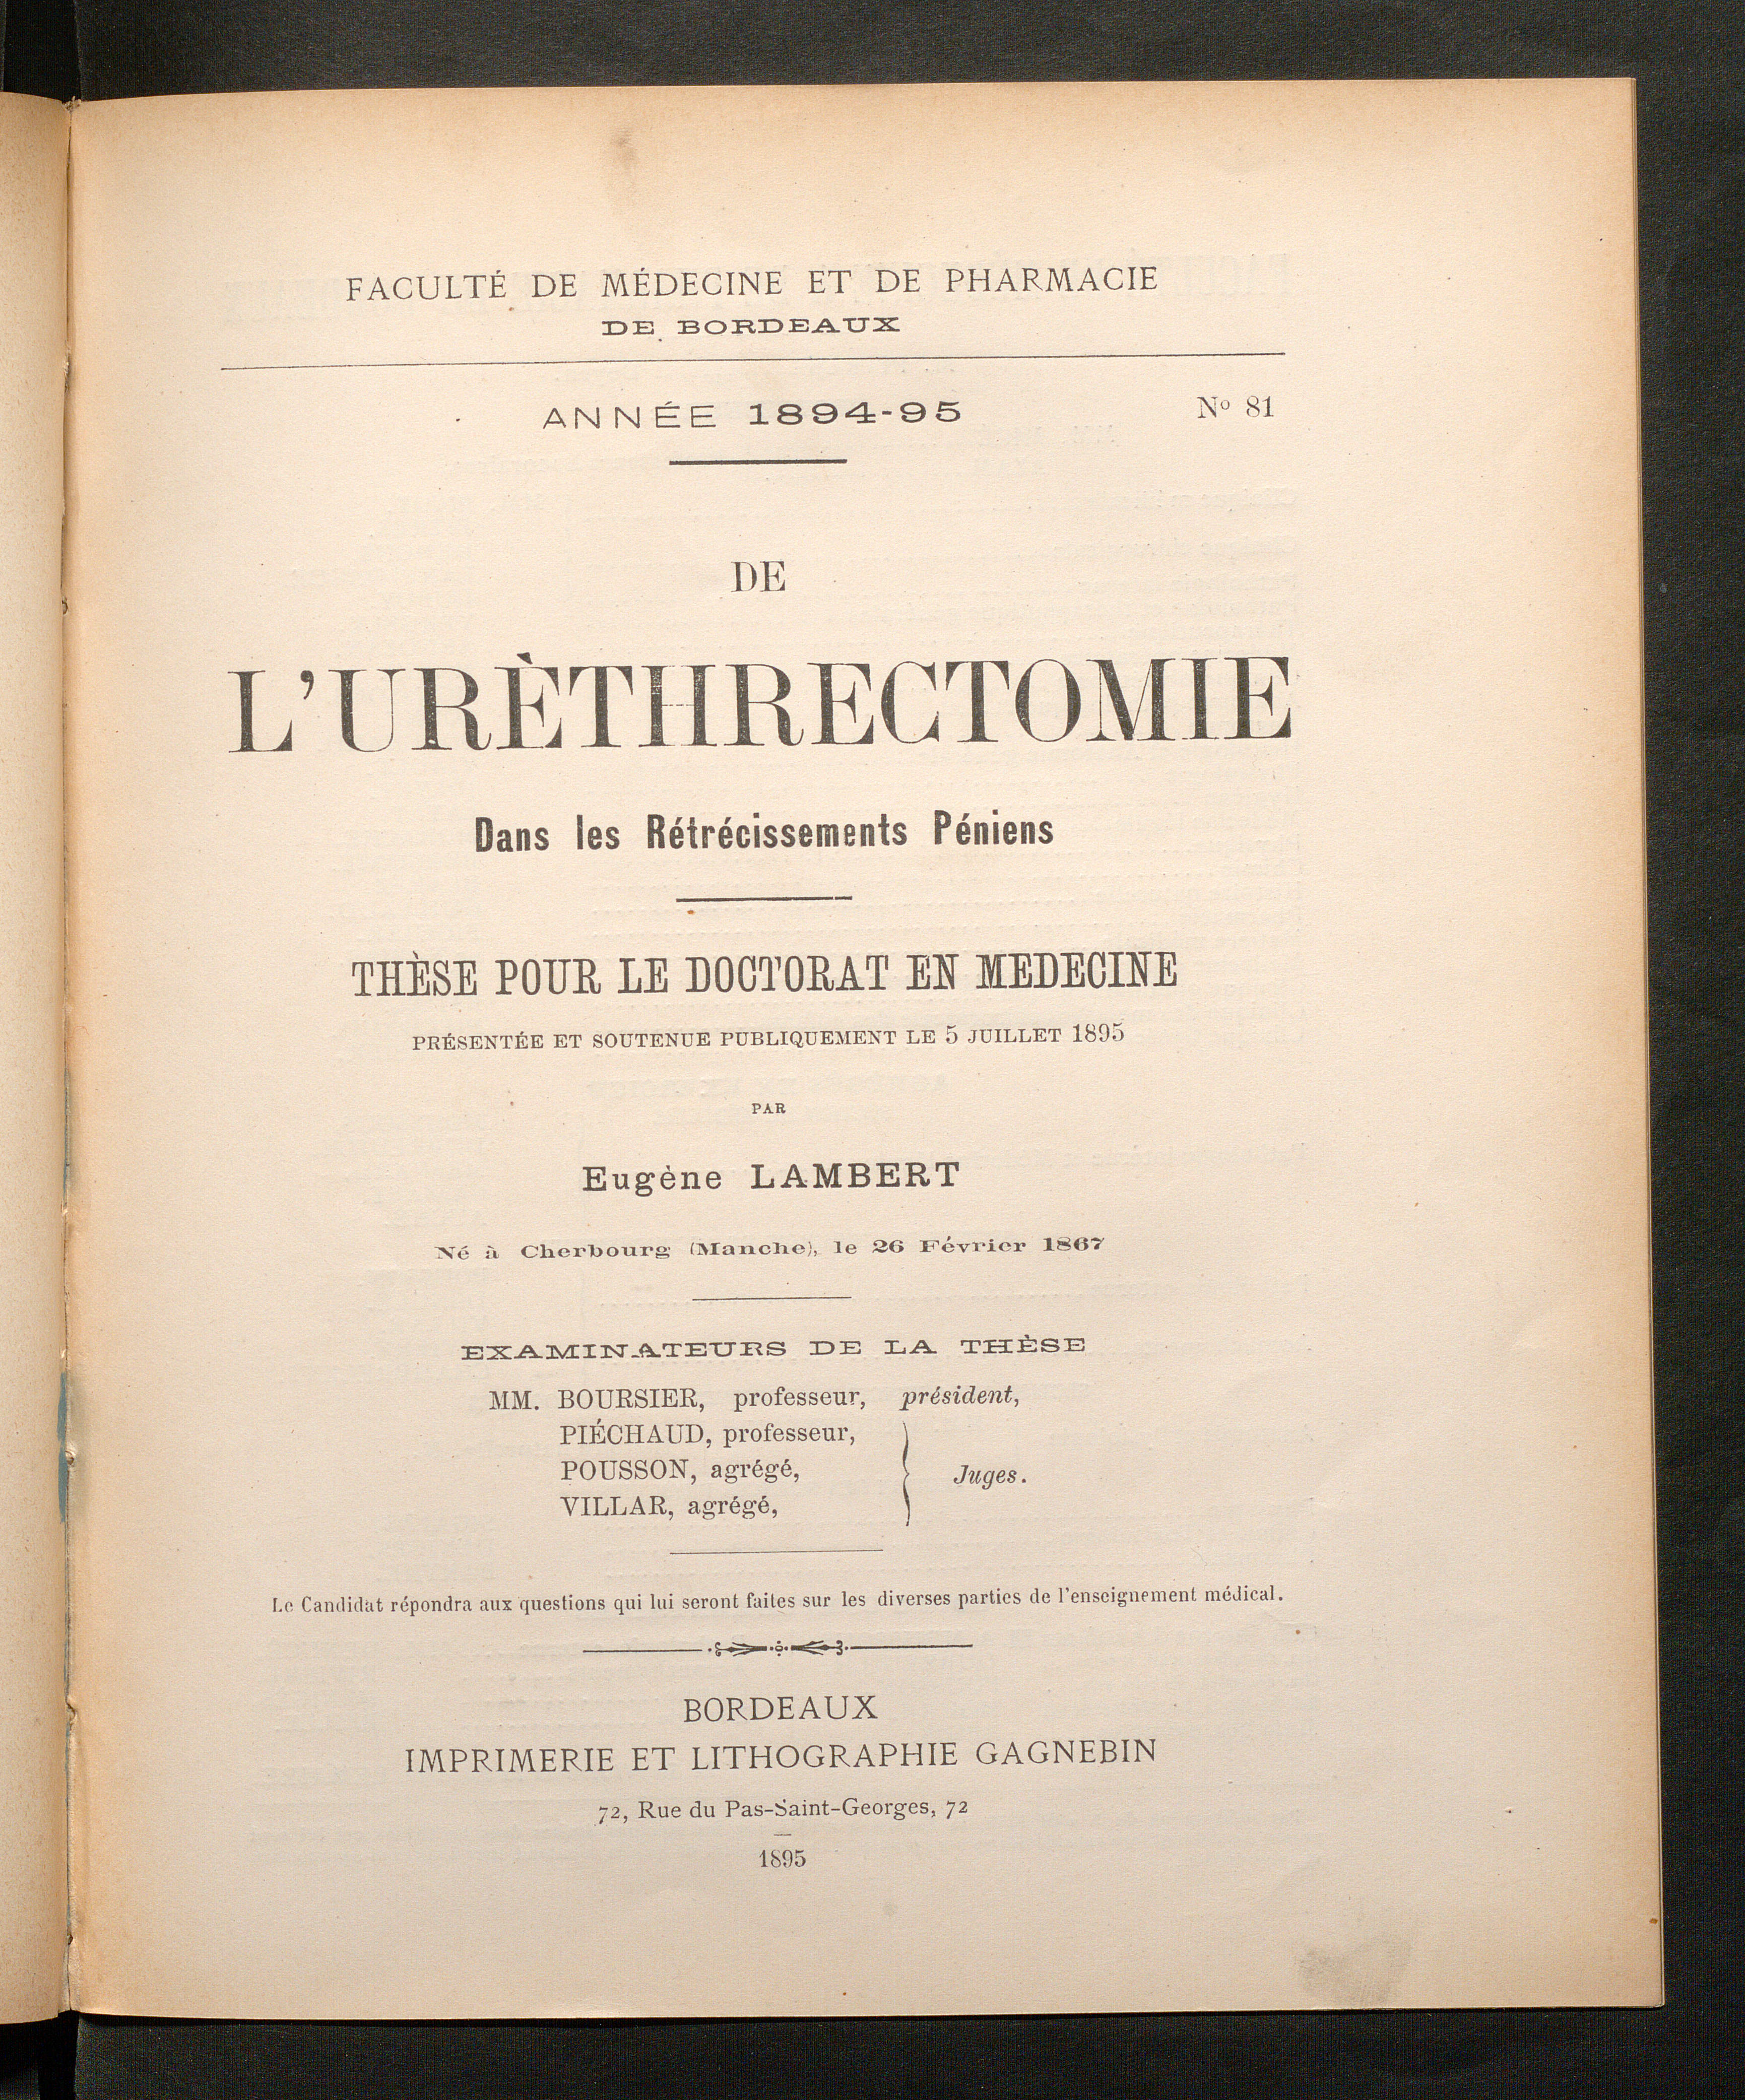 FACULTÉ DE MÉDECINE ET DE PHARMACIE
DE BORDEAUX
ANNÉE 1894-95 Nº 81
DE
L'URÈTHRECTOMIE
Dans les Rétrécissements Péniens
THÈSE POUR LE DOCTORAT EN MEDECINE
PRÉSENTÉE ET SOUTENUE PUBLIQUEMENT LE 5 JUILLET 1895
PAR
Eugène LAMBERT
Né à Cherbourg (Manche), le 26 Février 1867
EXAMINATEURS DE LA THÈSE
MM. BOURSIER, professeur, président,
PIÉCHAUD, professeur,
POUSSON, agrégé, Juges.
VILLAR, agrégé,
Le Candidat répondra aux questions qui lui seront faites sur les diverses parties de l'enseignement médical.
BORDEAUX
IMPRIMERIE ET LITHOGRAPHIE GAGNEBIN
72, Rue du Pas-Saint-Georges, 72
1895